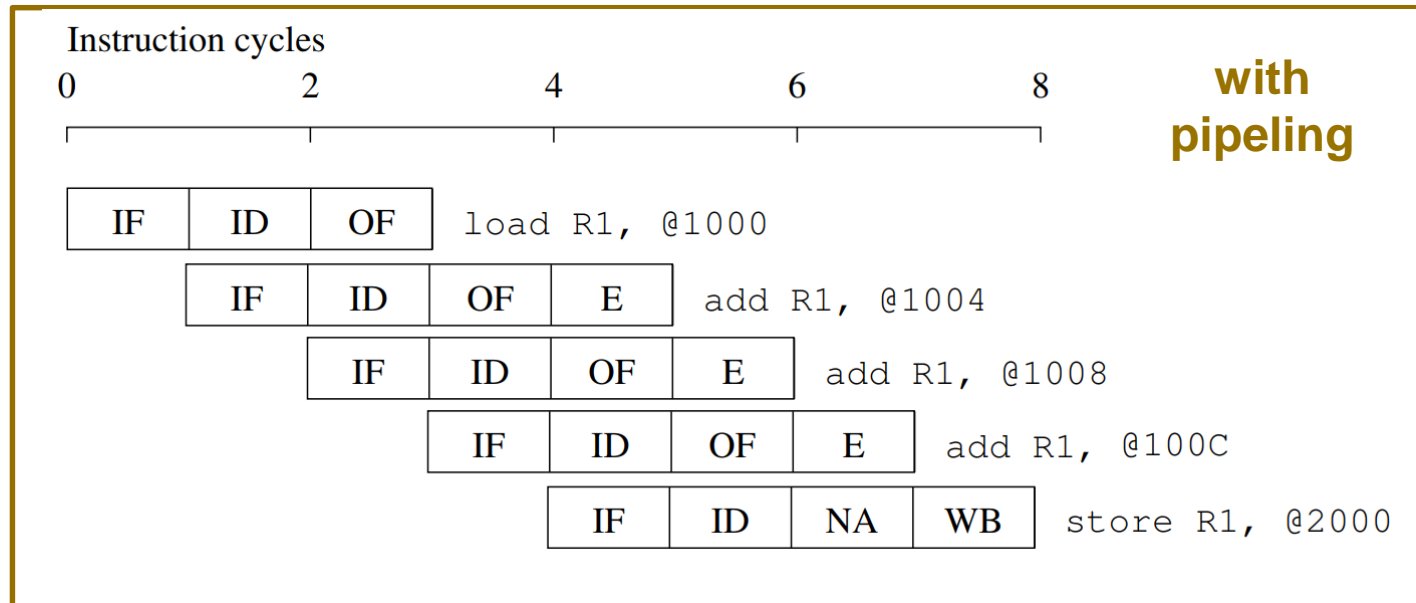 Instruction cycles
0 2 4 6 8
with
pipeling
IF ID OF load R1, @1000
IF ID OF E add R1, @1004
IF ID OF E add R1, @1008
IF ID OF E add R1, @100C
IF ID NA WB store R1, @2000